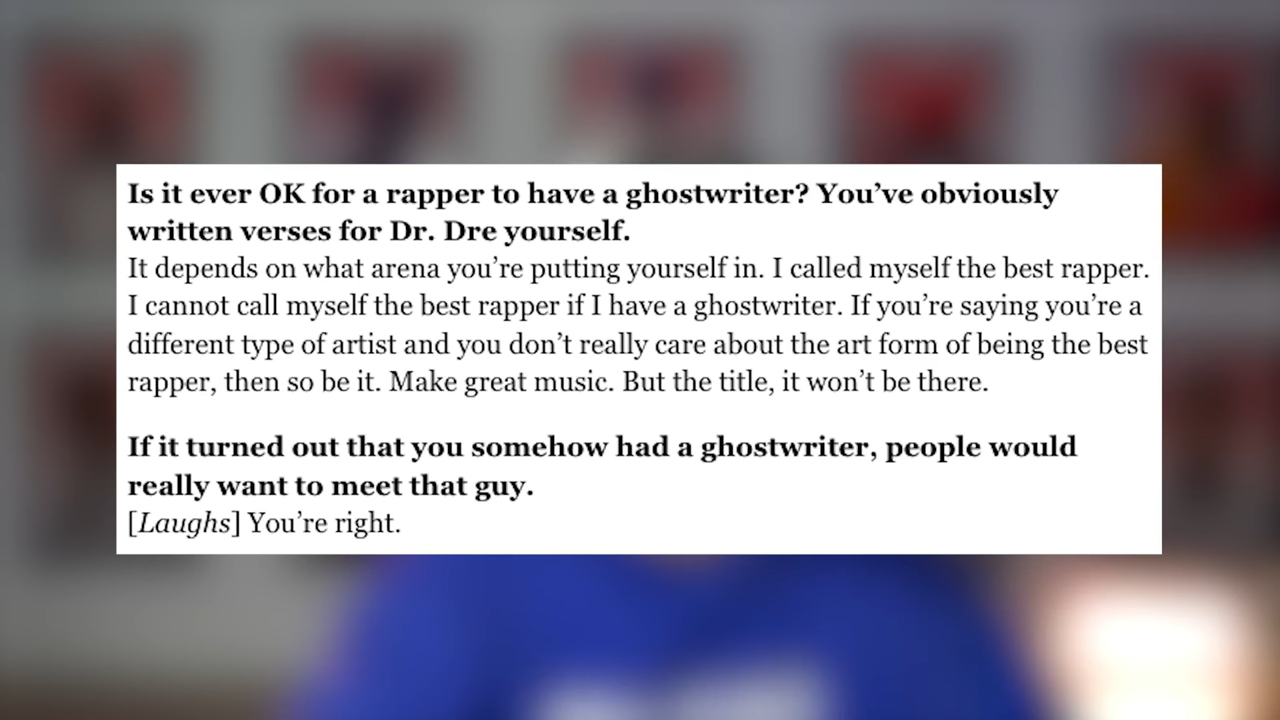 Is it ever OK for a rapper to have a ghostwriter? You’ve obviously
written verses for Dr. Dre yourself.
It depends on what arena you’re putting yourself in. I called myself the best rapper.
I cannot call myself the best rapper if I have a ghostwriter. If you’re saying you’re a
different type of artist and you don’t really care about the art form of being the best
rapper, then so be it. Make great music. But the title, it won’t be there.
If it turned out that you somehow had a ghostwriter, people would
really want to meet that guy.
[Laughs] You’re right.